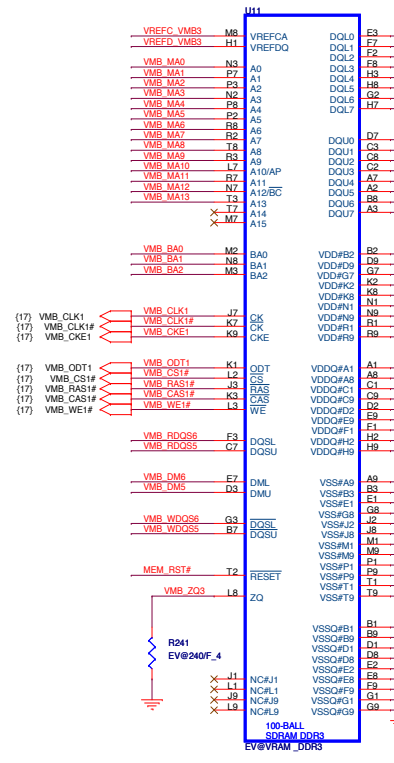 U11
VREFC_VMB3 M8 VREFCA DQL0 E3
VREFD_VMB3 H1 VREFDQ DQL1 F7
DQL2 F2
VMB_MA0 N3 A0 DQL3 F8
VMB_MA1 P7 A1 DQL4 H3
VMB_MA2 P3 A2 DQL5 H8
VMB_MA3 N2 A3 DQL6 G2
VMB_MA4 P8 A4 DQL7 H7
VMB_MA5 P2 A5
VMB_MA6 R8 A6
VMB_MA7 R2 A7 DQU0 D7
VMB_MA8 T8 A8 DQU1 C3
VMB_MA9 R3 A9 DQU2 C8
VMB_MA10 L7 A10/AP DQU3 C2
VMB_MA11 R7 A11 DQU4 A7
VMB_MA12 N7 A12/BC DQU5 A2
VMB_MA13 T3 A13 DQU6 B8
T7 A14 DQU7 A3
M7 A15
VMB_BA0 M2 BA0 VDD#B2 B2
VMB_BA1 N8 BA1 VDD#D9 D9
VMB_BA2 M3 BA2 VDD#G7 G7
VDD#K2 K2
VDD#K8 K8
VDD#N1 N1
{17} VMB_CLK1 VMB_CLK1 J7 CK VDD#N9 N9
{17} VMB_CLK1# VMB_CLK1# K7 CK VDD#R1 R1
{17} VMB_CKE1 VMB_CKE1 K9 CKE VDD#R9 R9
{17} VMB_ODT1 VMB_ODT1 K1 ODT VDDQ#A1 A1
{17} VMB_CS1# VMB_CS1# L2 CS VDDQ#A8 A8
{17} VMB_RAS1# VMB_RAS1# J3 RAS VDDQ#C1 C1
{17} VMB_CAS1# VMB_CAS1# K3 CAS VDDQ#C9 C9
{17} VMB_WE1# VMB_WE1# L3 WE VDDQ#D2 D2
VDDQ#E9 E9
VDDQ#F1 F1
VMB_RDQS6 F3 DQSL VDDQ#H2 H2
VMB_RDQS5 C7 DQSU VDDQ#H9 H9
VMB_DM6 E7 DML VSS#A9 A9
VMB_DM5 D3 DMU VSS#B3 B3
VSS#E1 E1
VSS#G8 G8
VMB_WDQS6 G3 DQSL VSS#J2 J2
VMB_WDQS5 B7 DQSU VSS#J8 J8
VSS#M1 M1
VSS#M9 M9
VSS#P1 P1
MEM_RST# T2 RESET VSS#P9 P9
VSS#T1 T1
VMB_ZQ3 L8 ZQ VSS#T9 T9
VSSQ#B1 B1
VSSQ#B9 B9
R241 VSSQ#D1 D1
EV@240/F_4 VSSQ#D8 D8
VSSQ#E2 E2
J1 NC#J1 VSSQ#E8 E8
L1 NC#L1 VSSQ#F9 F9
J9 NC#J9 VSSQ#G1 G1
L9 NC#L9 VSSQ#G9 G9
100-BALL
SDRAM DDR3
EV@VRAM _DDR3